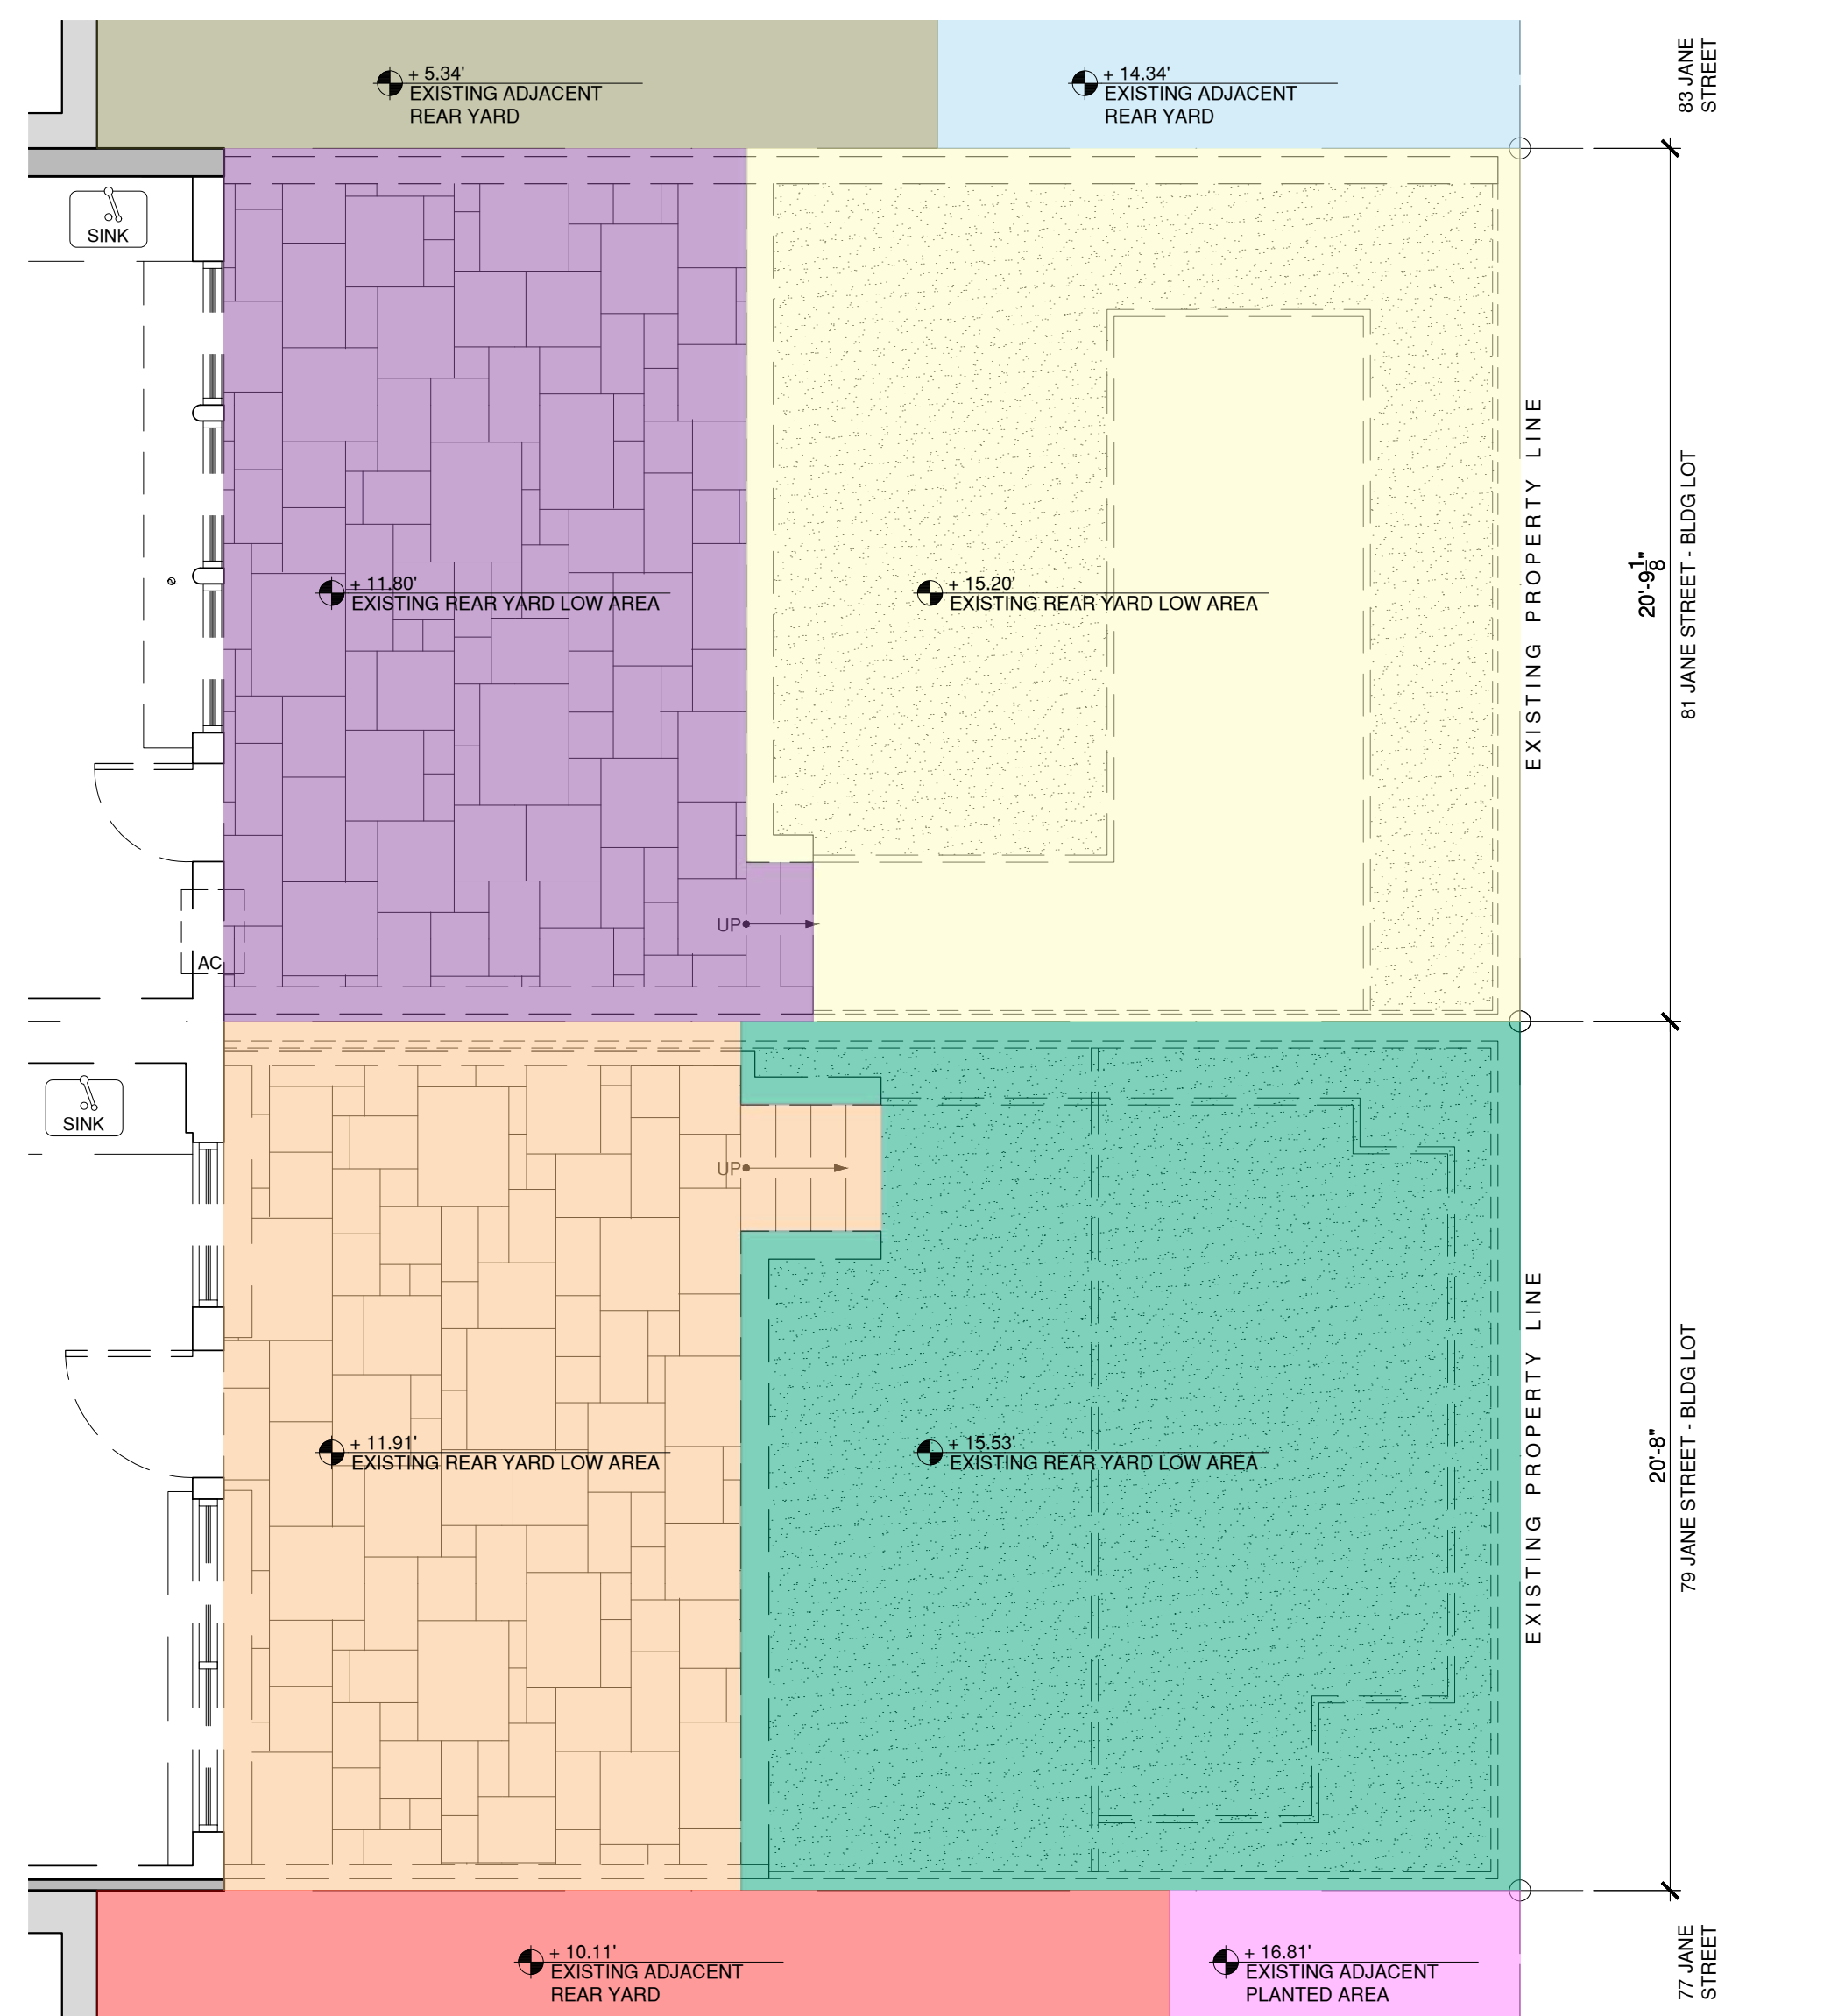 + 5.34'
EXISTING ADJACENT
REAR YARD
+ 14.34'
EXISTING ADJACENT
REAR YARD
83 JANE
STREET
SINK
+ 11.80'
EXISTING REAR YARD LOW AREA
+ 15.20'
EXISTING REAR YARD LOW AREA
EXISTING PROPERTY LINE
20'-9 1/8"
81 JANE STREET - BLDG LOT
UP
AC
SINK
UP
+ 11.91'
EXISTING REAR YARD LOW AREA
+ 15.53'
EXISTING REAR YARD LOW AREA
EXISTING PROPERTY LINE
20'-8"
79 JANE STREET - BLDG LOT
+ 10.11'
EXISTING ADJACENT
REAR YARD
+ 16.81'
EXISTING ADJACENT
PLANTED AREA
77 JANE
STREET